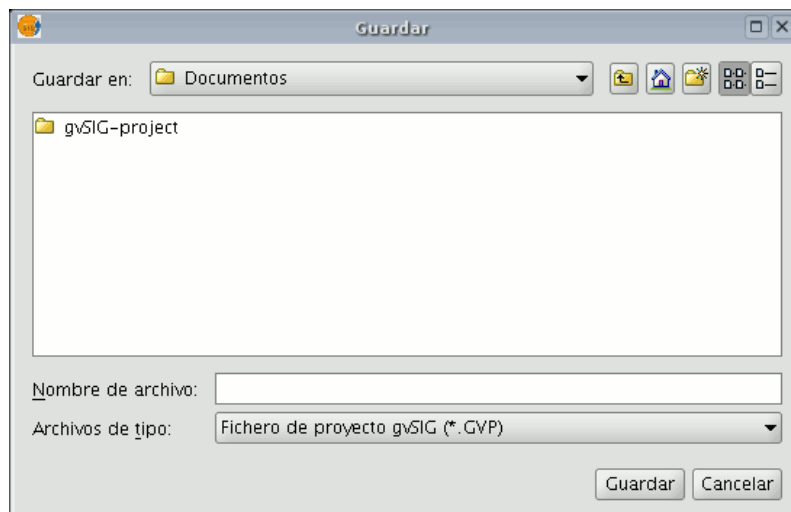 Guardar
Guardar en: Documentos
gvSIG-project
Nombre de archivo:
Archivos de tipo: Fichero de proyecto gvSIG (*.GVP)
Guardar Cancelar